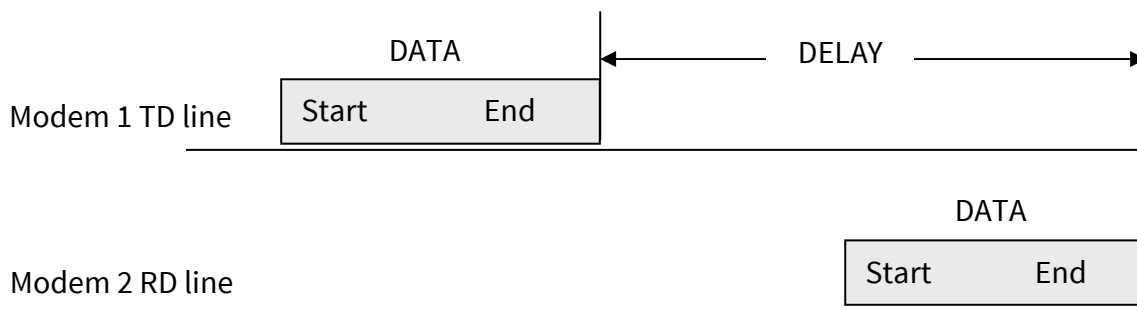 DATA
DELAY
Modem 1 TD line
Start
End
DATA
Modem 2 RD line
Start
End